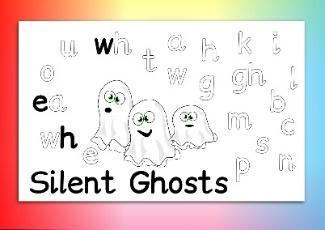 u wh t a h k i
o w g gh l
ea b
wh m c
e s n
p
Silent Ghosts